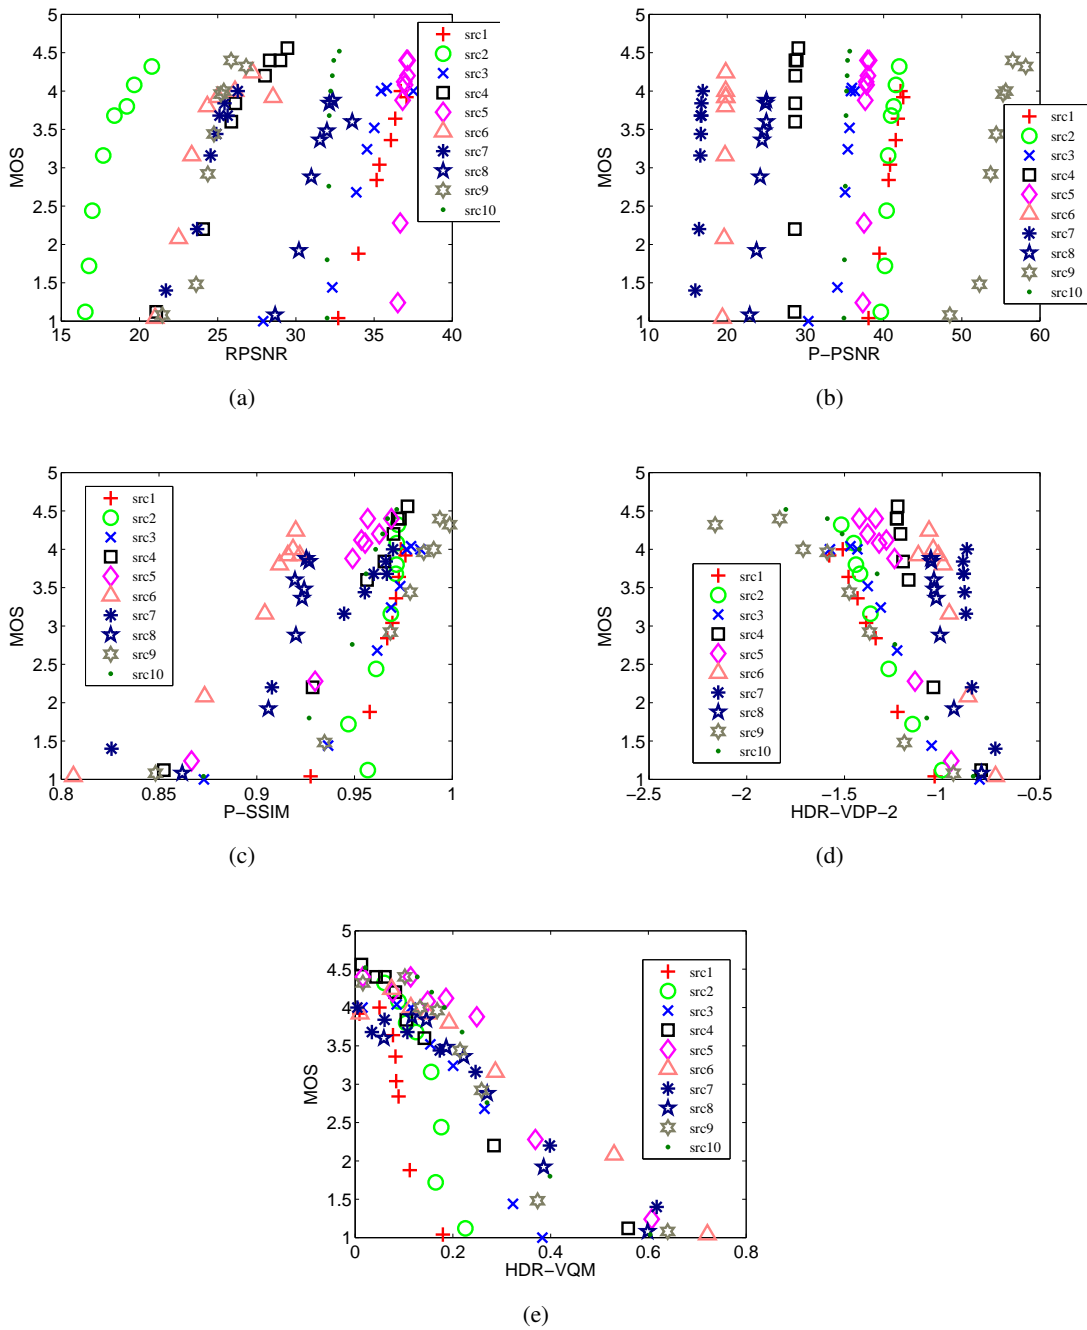 5
4.5
4
3.5
3
2.5
2
1.5
1
MOS
15 20 25 30 35 40
RPSNR
src1
src2
src3
src4
src5
src6
src7
src8
src9
src10
(a)
5
4.5
4
3.5
3
2.5
2
1.5
1
MOS
10 20 30 40 50 60
P−PSNR
src1
src2
src3
src4
src5
src6
src7
src8
src9
src10
(b)
5
4.5
4
3.5
3
2.5
2
1.5
1
MOS
0.8 0.85 0.9 0.95 1
P−SSIM
src1
src2
src3
src4
src5
src6
src7
src8
src9
src10
(c)
5
4.5
4
3.5
3
2.5
2
1.5
1
MOS
−2.5 −2 −1.5 −1 −0.5
HDR−VDP−2
src1
src2
src3
src4
src5
src6
src7
src8
src9
src10
(d)
5
4.5
4
3.5
3
2.5
2
1.5
1
MOS
0 0.2 0.4 0.6 0.8
HDR−VQM
src1
src2
src3
src4
src5
src6
src7
src8
src9
src10
(e)